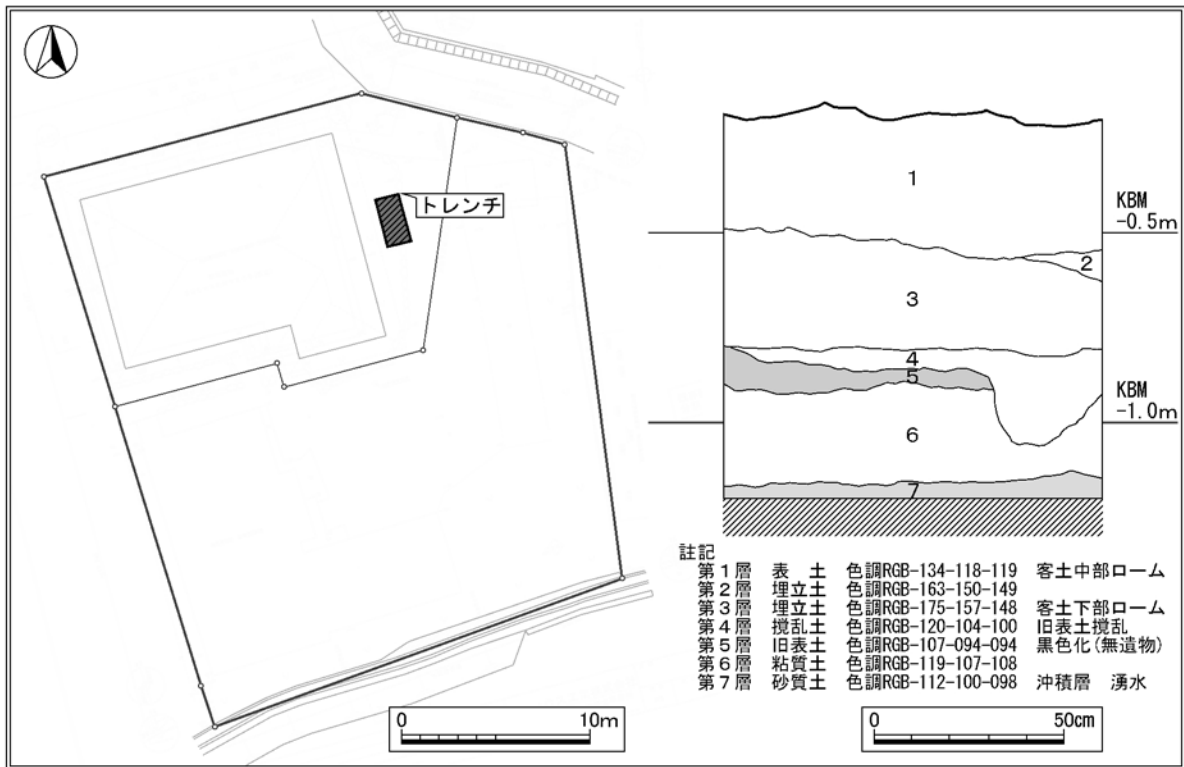 トレンチ
0 10m
1
KBM
-0.5m
2
3
4
5
KBM
-1.0m
6
7
註記
第1層 表 土 色調RGB-134-118-119 客土中部ローム
第2層 埋立土 色調RGB-163-150-149
第3層 埋立土 色調RGB-175-157-148 客土下部ローム
第4層 撹乱土 色調RGB-120-104-100 旧表土撹乱
第5層 旧表土 色調RGB-107-094-094 黒色化(無遺物)
第6層 粘質土 色調RGB-119-107-108
第7層 砂質土 色調RGB-112-100-098 沖積層 湧水
0 50cm